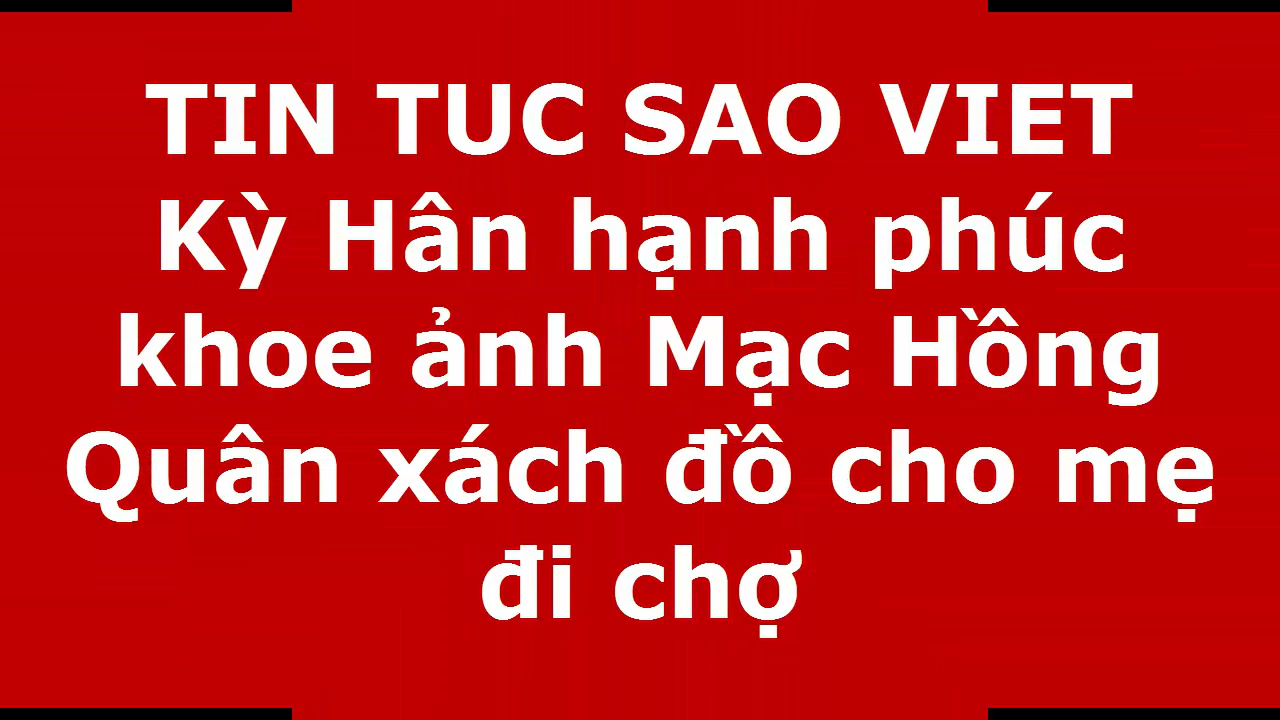 TIN TUC SAO VIET
Kỳ Hân hạnh phúc
khoe ảnh Mạc Hồng
Quân xách đồ cho mẹ
đi chợ